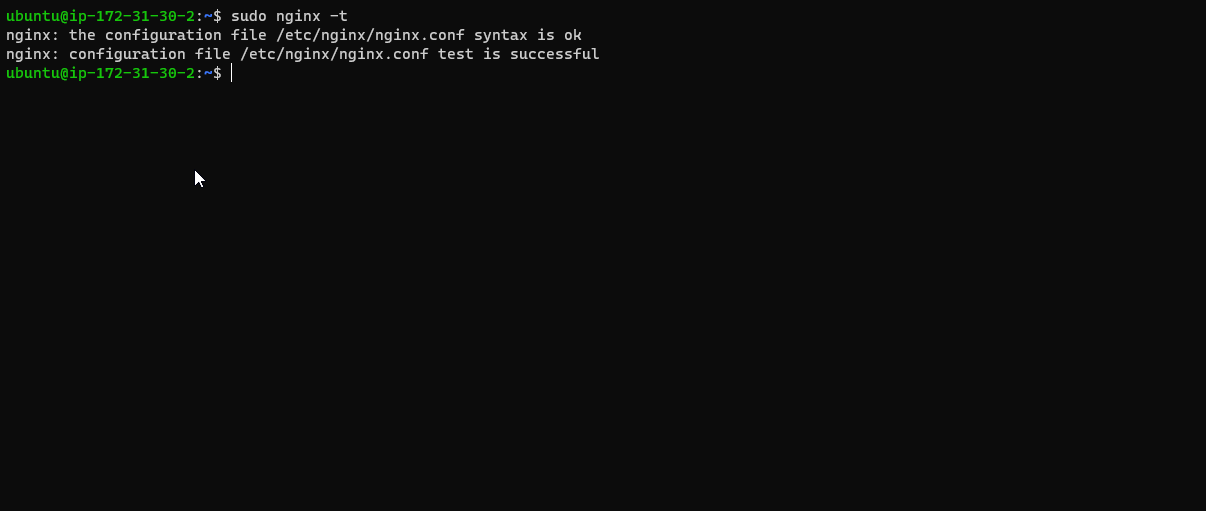 ubuntu@ip-172-31-30-2:~$ sudo nginx -t
nginx: the configuration file /etc/nginx/nginx.conf syntax is ok
nginx: configuration file /etc/nginx/nginx.conf test is successful
ubuntu@ip-172-31-30-2:~$